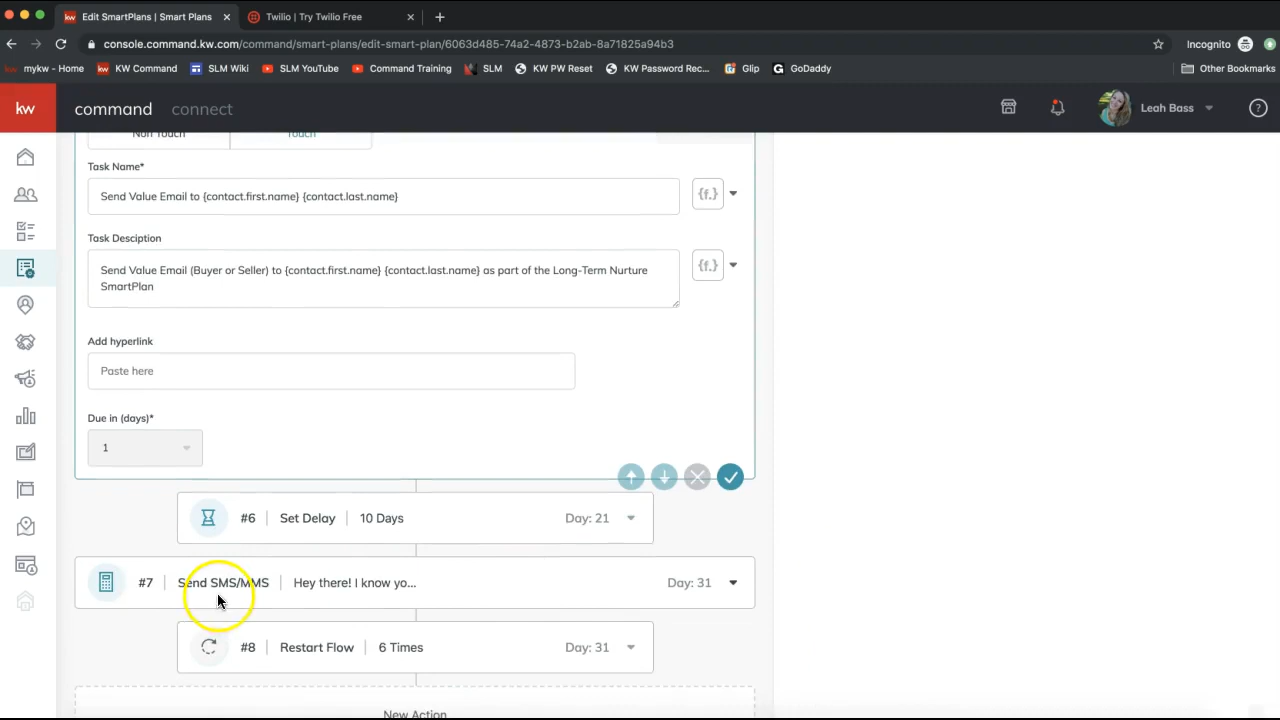 Edit SmartPlans | Smart Plans
Twilio | Try Twilio Free
console.command.kw.com/command/smart-plans/edit-smart-plan/6063d485-74a2-4873-b2ab-8a71825a94b3
Incognito
mykw - Home
KW Command
SLM Wiki
SLM YouTube
Command Training
SLM
KW PW Reset
KW Password Rec...
Glip
GoDaddy
Other Bookmarks
kw
command
connect
Leah Bass
Non Touch
Touch
Task Name*
Send Value Email to {contact.first.name} {contact.last.name}
{f.}
Task Desciption
Send Value Email (Buyer or Seller) to {contact.first.name} {contact.last.name} as part of the Long-Term Nurture
SmartPlan
{f.}
Add hyperlink
Paste here
Due in (days)*
1
#6 Set Delay 10 Days Day: 21
#7 Send SMS/MMS Hey there! I know yo... Day: 31
#8 Restart Flow 6 Times Day: 31
New Action